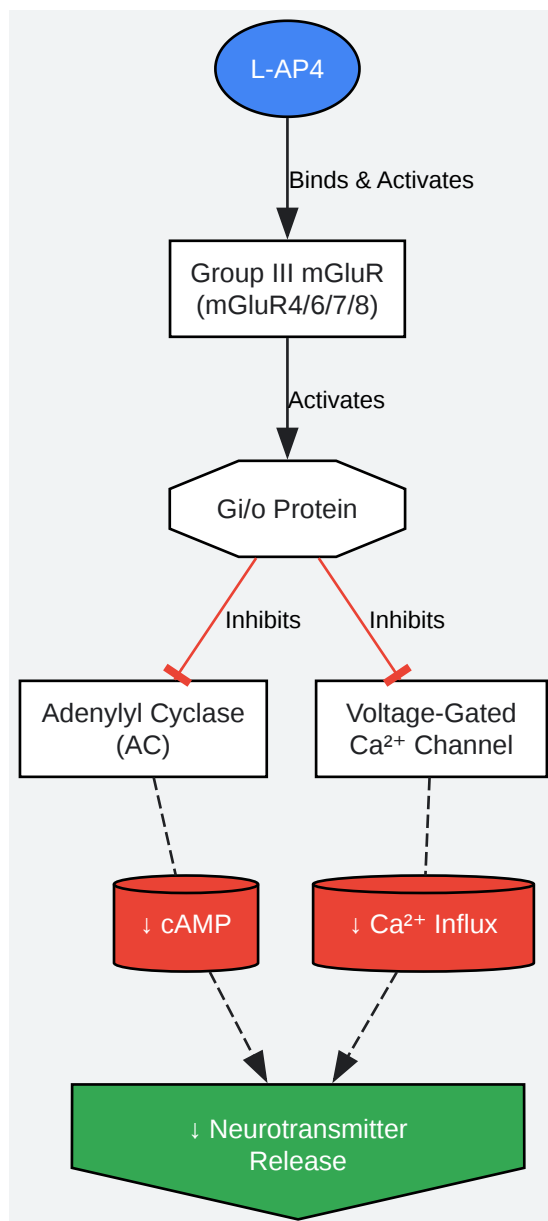 L-AP4
Binds & Activates
Group III mGluR
(mGluR4/6/7/8)
Activates
Gi/o Protein
Inhibits
Inhibits
Adenylyl Cyclase
(AC)
Voltage-Gated
Ca²⁺ Channel
↓ cAMP
↓ Ca²⁺ Influx
↓ Neurotransmitter
Release